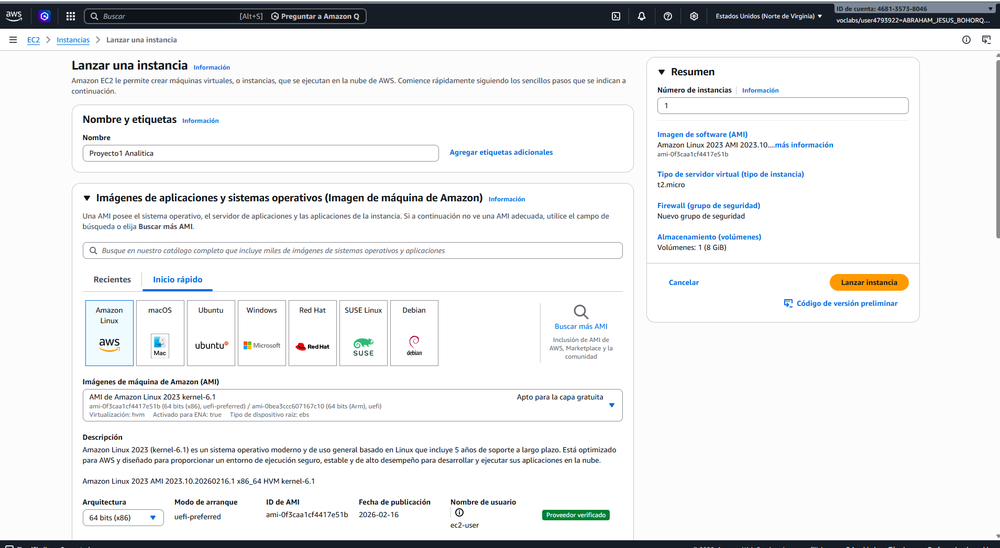 aws
Buscar
[Alt+S]
Preguntar a Amazon Q
Estados Unidos (Norte de Virginia)
ID de cuenta: 4681-3573-8046
voclabs/user4793922=ABRAHAM_JESUS_BOHORQ...
EC2
Instancias
Lanzar una instancia
Lanzar una instancia
Información
Amazon EC2 le permite crear máquinas virtuales, o instancias, que se ejecutan en la nube de AWS. Comience rápidamente siguiendo los sencillos pasos que se indican a
continuación.
Nombre y etiquetas
Información
Nombre
Proyecto1 Analitica
Agregar etiquetas adicionales
Imágenes de aplicaciones y sistemas operativos (Imagen de máquina de Amazon)
Información
Una AMI posee el sistema operativo, el servidor de aplicaciones y las aplicaciones de la instancia. Si a continuación no ve una AMI adecuada, utilice el campo de
búsqueda o elija Buscar más AMI.
Busque en nuestro catálogo completo que incluye miles de imágenes de sistemas operativos y aplicaciones
Recientes
Inicio rápido
Amazon
Linux
aws
macOS
Mac
Ubuntu
ubuntu
Windows
Microsoft
Red Hat
Red Hat
SUSE Linux
SUSE
Debian
debian
Buscar más AMI
Inclusión de AMI de
AWS, Marketplace y la
comunidad
Imágenes de máquina de Amazon (AMI)
AMI de Amazon Linux 2023 kernel-6.1
Apto para la capa gratuita
ami-0f3caa1cf4417e51b (64 bits (x86), uefi-preferred) / ami-0bea3ccc607167c10 (64 bits (Arm), uefi)
Virtualización: hvm
Activado para ENA: true
Tipo de dispositivo raíz: ebs
Descripción
Amazon Linux 2023 (kernel-6.1) es un sistema operativo moderno y de uso general basado en Linux que incluye 5 años de soporte a largo plazo. Está optimizado
para AWS y diseñado para proporcionar un entorno de ejecución seguro, estable y de alto desempeño para desarrollar y ejecutar sus aplicaciones en la nube.
Amazon Linux 2023 AMI 2023.10.20260216.1 x86_64 HVM kernel-6.1
Arquitectura
64 bits (x86)
Modo de arranque
uefi-preferred
ID de AMI
ami-0f3caa1cf4417e51b
Fecha de publicación
2026-02-16
Nombre de usuario
ec2-user
Proveedor verificado
Resumen
Número de instancias
Información
1
Imagen de software (AMI)
Amazon Linux 2023 AMI 2023.10....más información
ami-0f3caa1cf4417e51b
Tipo de servidor virtual (tipo de instancia)
t2.micro
Firewall (grupo de seguridad)
Nuevo grupo de seguridad
Almacenamiento (volúmenes)
Volúmenes: 1 (8 GiB)
Cancelar
Lanzar instancia
Código de versión preliminar